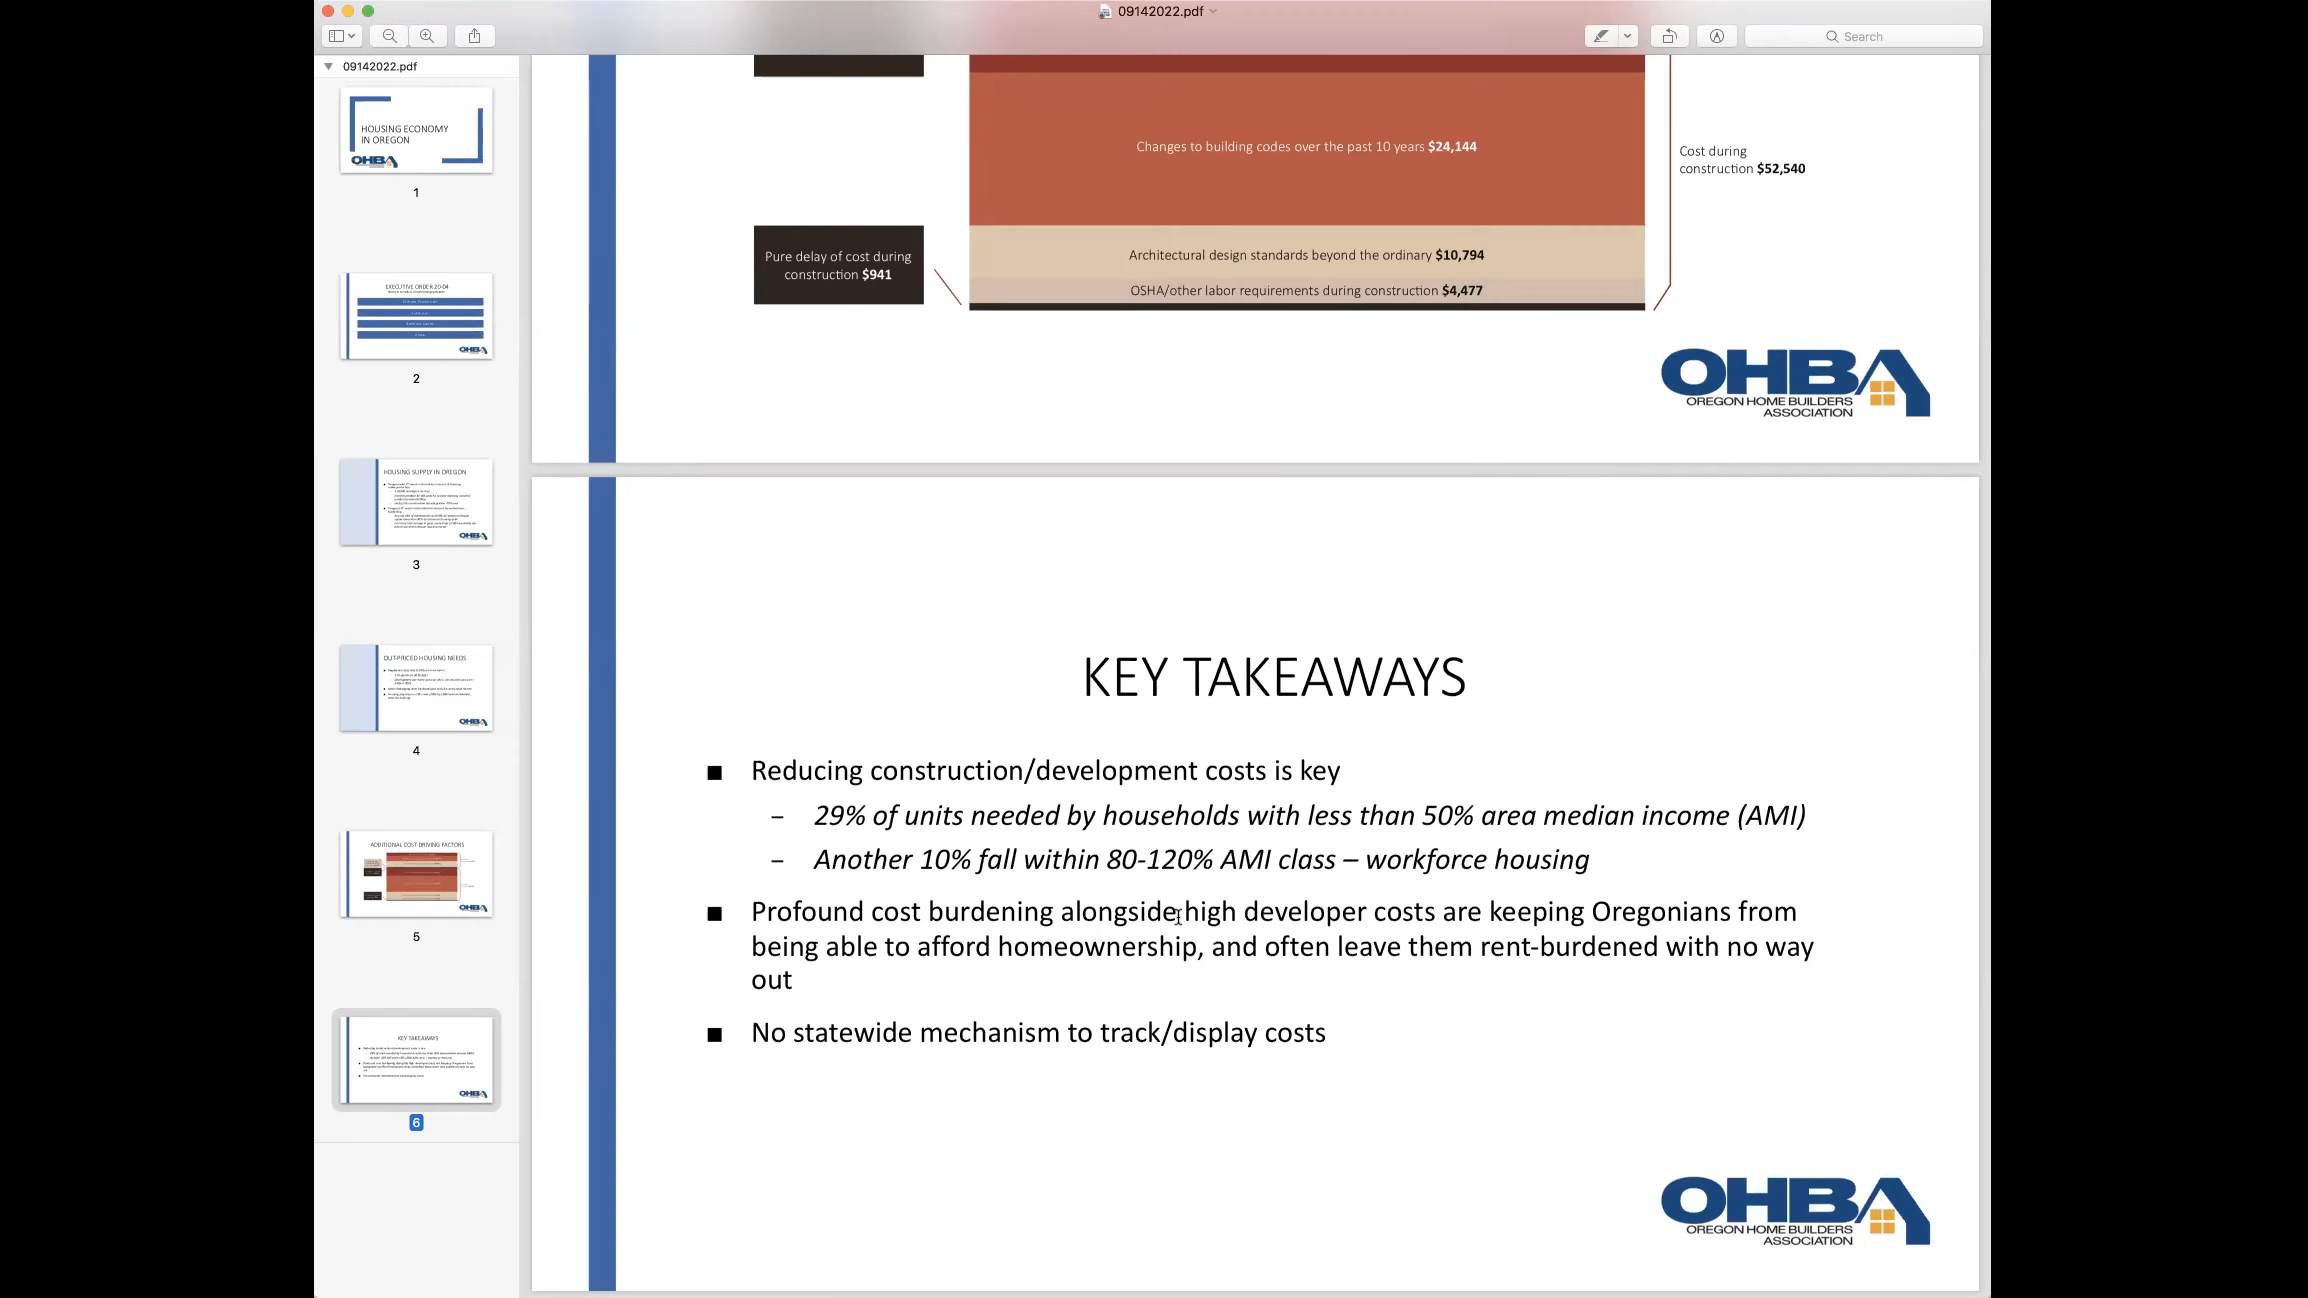 09142022.pdf
Search
09142022.pdf
HOUSING ECONOMY
IN OREGON
OHBA
1
EXECUTIVE ORDER 20-04
OHBA
2
HOUSING SUPPLY IN OREGON
OHBA
3
OUT-PRICED HOUSING NEEDS
OHBA
4
ADDITIONAL COST-DRIVING FACTORS
OHBA
5
KEY TAKEAWAYS
OHBA
6
Changes to building codes over the past 10 years $24,144
Cost during
construction $52,540
Pure delay of cost during
construction $941
Architectural design standards beyond the ordinary $10,794
OSHA/other labor requirements during construction $4,477
OHBA
OREGON HOME BUILDERS
ASSOCIATION
KEY TAKEAWAYS
■ Reducing construction/development costs is key
– 29% of units needed by households with less than 50% area median income (AMI)
– Another 10% fall within 80-120% AMI class – workforce housing
■ Profound cost burdening alongside high developer costs are keeping Oregonians from
being able to afford homeownership, and often leave them rent-burdened with no way
out
■ No statewide mechanism to track/display costs
OHBA
OREGON HOME BUILDERS
ASSOCIATION